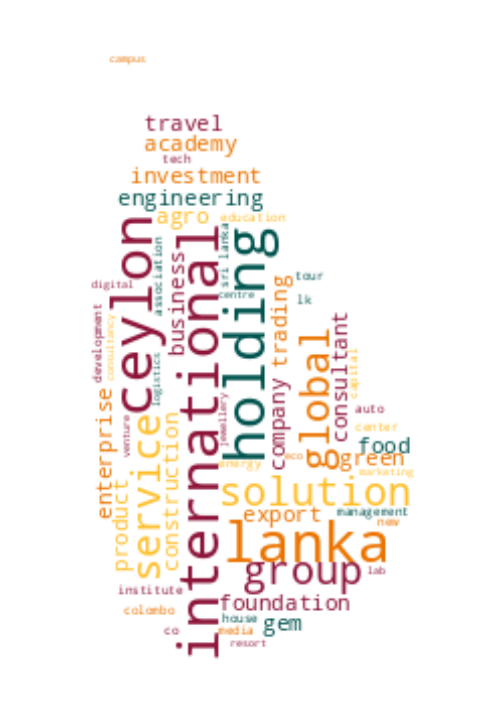 campus
travel
academy
tech
investment
engineering
agro
education
ceylon
international
holding
sri lanka
association
business
centre
tour
lk
digital
trading
development
consultancy
logistics
global
consultant
capital
company
enterprise
venture
jewellery
auto
center
service
construction
food
green
eco
energy
marketing
product
solution
export
management
new
lanka
group
lab
institute
foundation
colombo
house
gem
co
media
resort